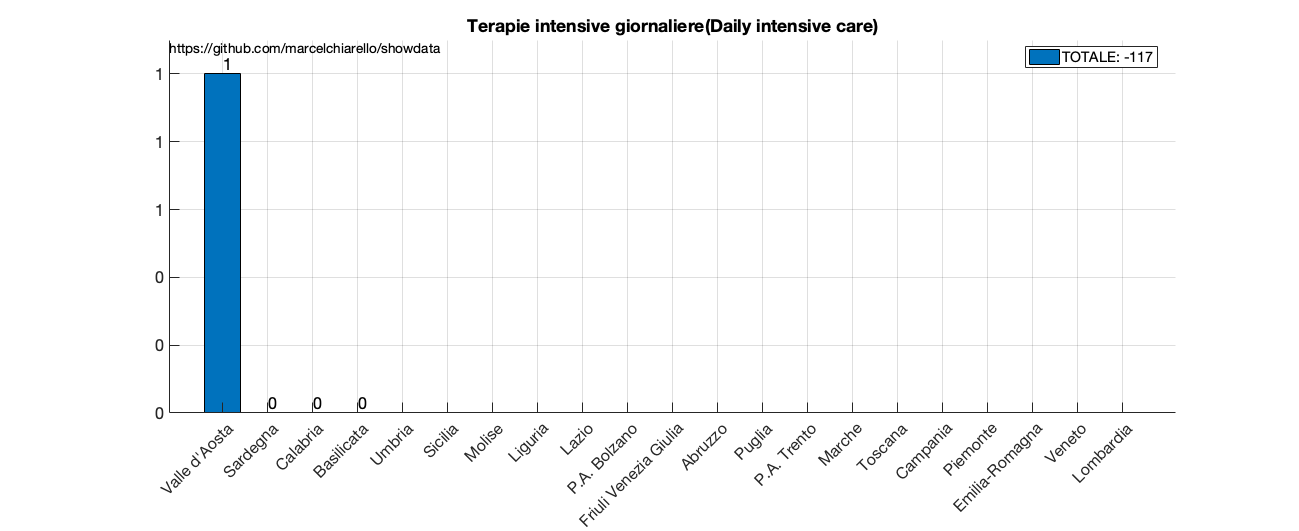 Terapie intensive giornaliere(Daily intensive care)
https://github.com/marcelchiarello/showdata
TOTALE: -117
1
1
1
1
0
0
0
0
0
0
Valle d'Aosta
Sardegna
Calabria
Basilicata
Umbria
Sicilia
Molise
Liguria
Lazio
P.A. Bolzano
Friuli Venezia Giulia
Abruzzo
Puglia
P.A. Trento
Marche
Toscana
Campania
Piemonte
Emilia-Romagna
Veneto
Lombardia